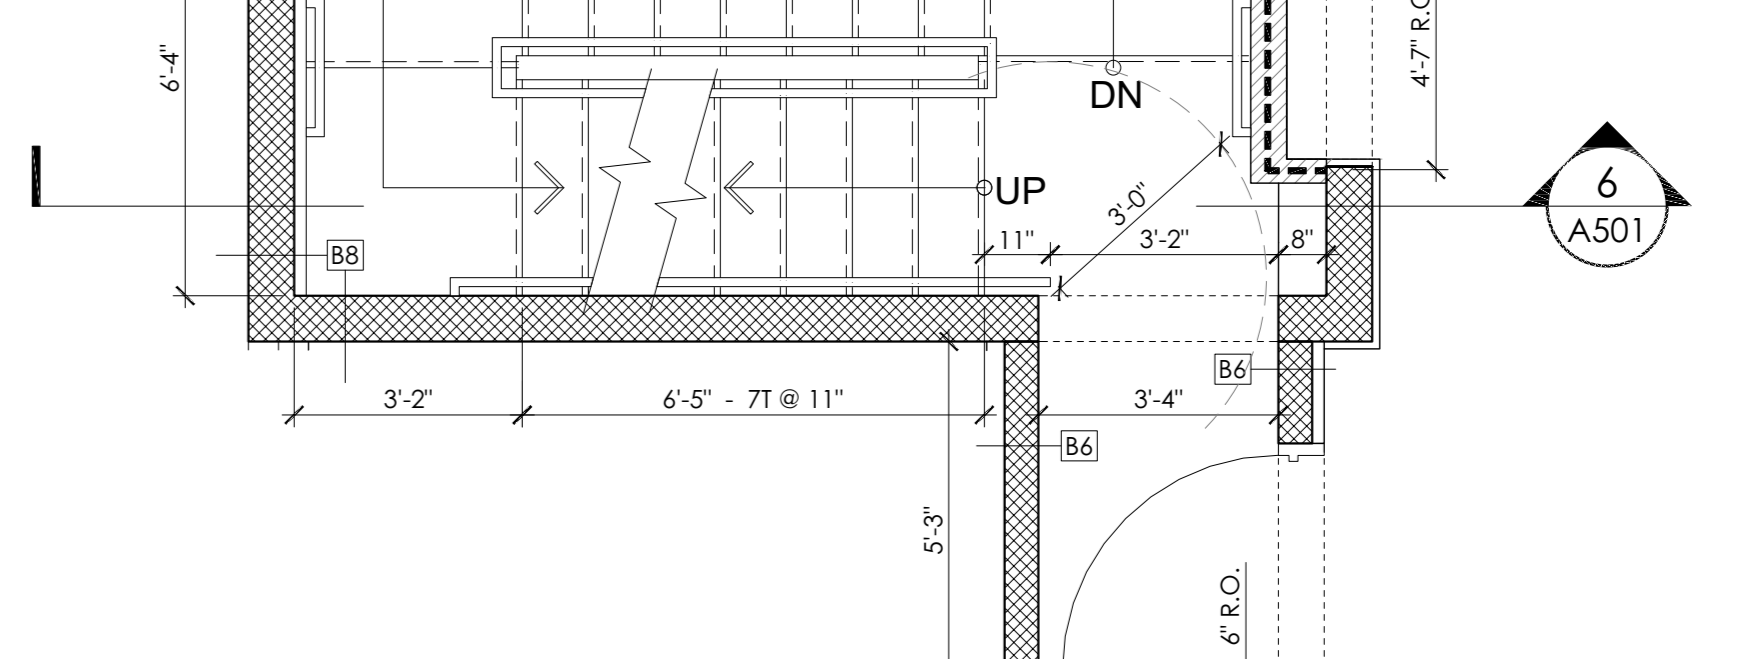 6'-4"
4'-7" R.O
DN
6
A501
UP
3'-0"
11"
3'-2"
8"
B8
B6
3'-2"
6'-5" - 7T @ 11"
3'-4"
B6
5'-3"
6" R.O.